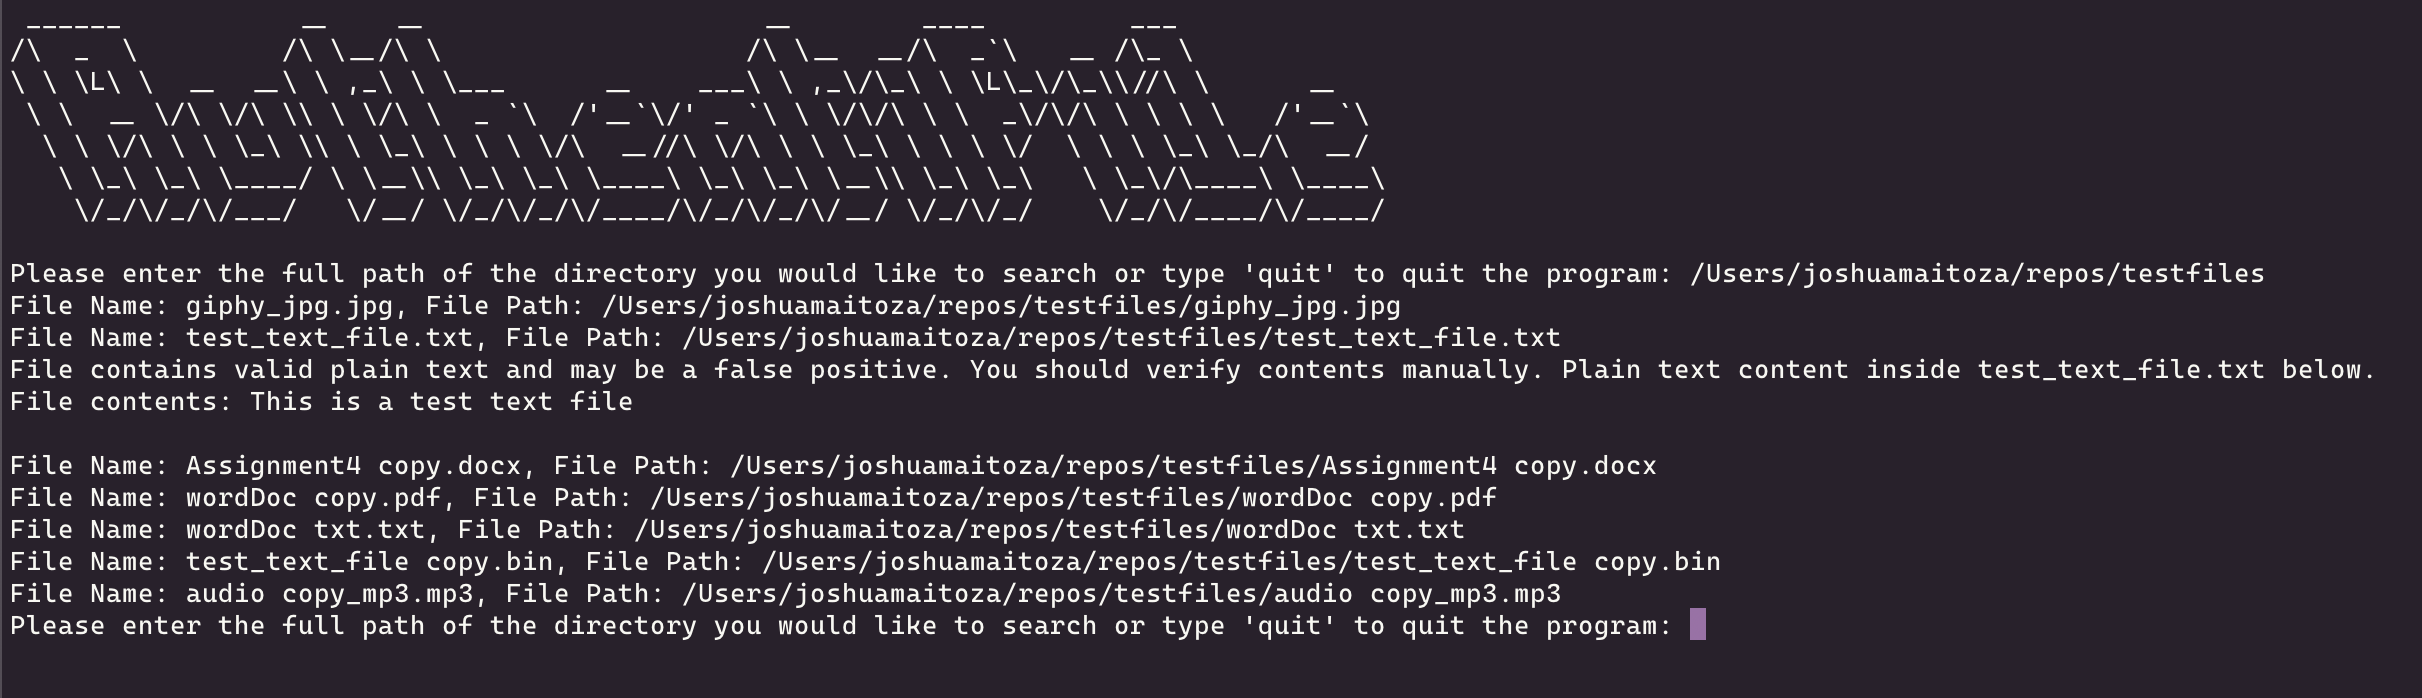 AuthentiFile
Please enter the full path of the directory you would like to search or type 'quit' to quit the program: /Users/joshuamaitoza/repos/testfiles
File Name: giphy_jpg.jpg, File Path: /Users/joshuamaitoza/repos/testfiles/giphy_jpg.jpg
File Name: test_text_file.txt, File Path: /Users/joshuamaitoza/repos/testfiles/test_text_file.txt
File contains valid plain text and may be a false positive. You should verify contents manually. Plain text content inside test_text_file.txt below.
File contents: This is a test text file
File Name: Assignment4 copy.docx, File Path: /Users/joshuamaitoza/repos/testfiles/Assignment4 copy.docx
File Name: wordDoc copy.pdf, File Path: /Users/joshuamaitoza/repos/testfiles/wordDoc copy.pdf
File Name: wordDoc txt.txt, File Path: /Users/joshuamaitoza/repos/testfiles/wordDoc txt.txt
File Name: test_text_file copy.bin, File Path: /Users/joshuamaitoza/repos/testfiles/test_text_file copy.bin
File Name: audio copy_mp3.mp3, File Path: /Users/joshuamaitoza/repos/testfiles/audio copy_mp3.mp3
Please enter the full path of the directory you would like to search or type 'quit' to quit the program: